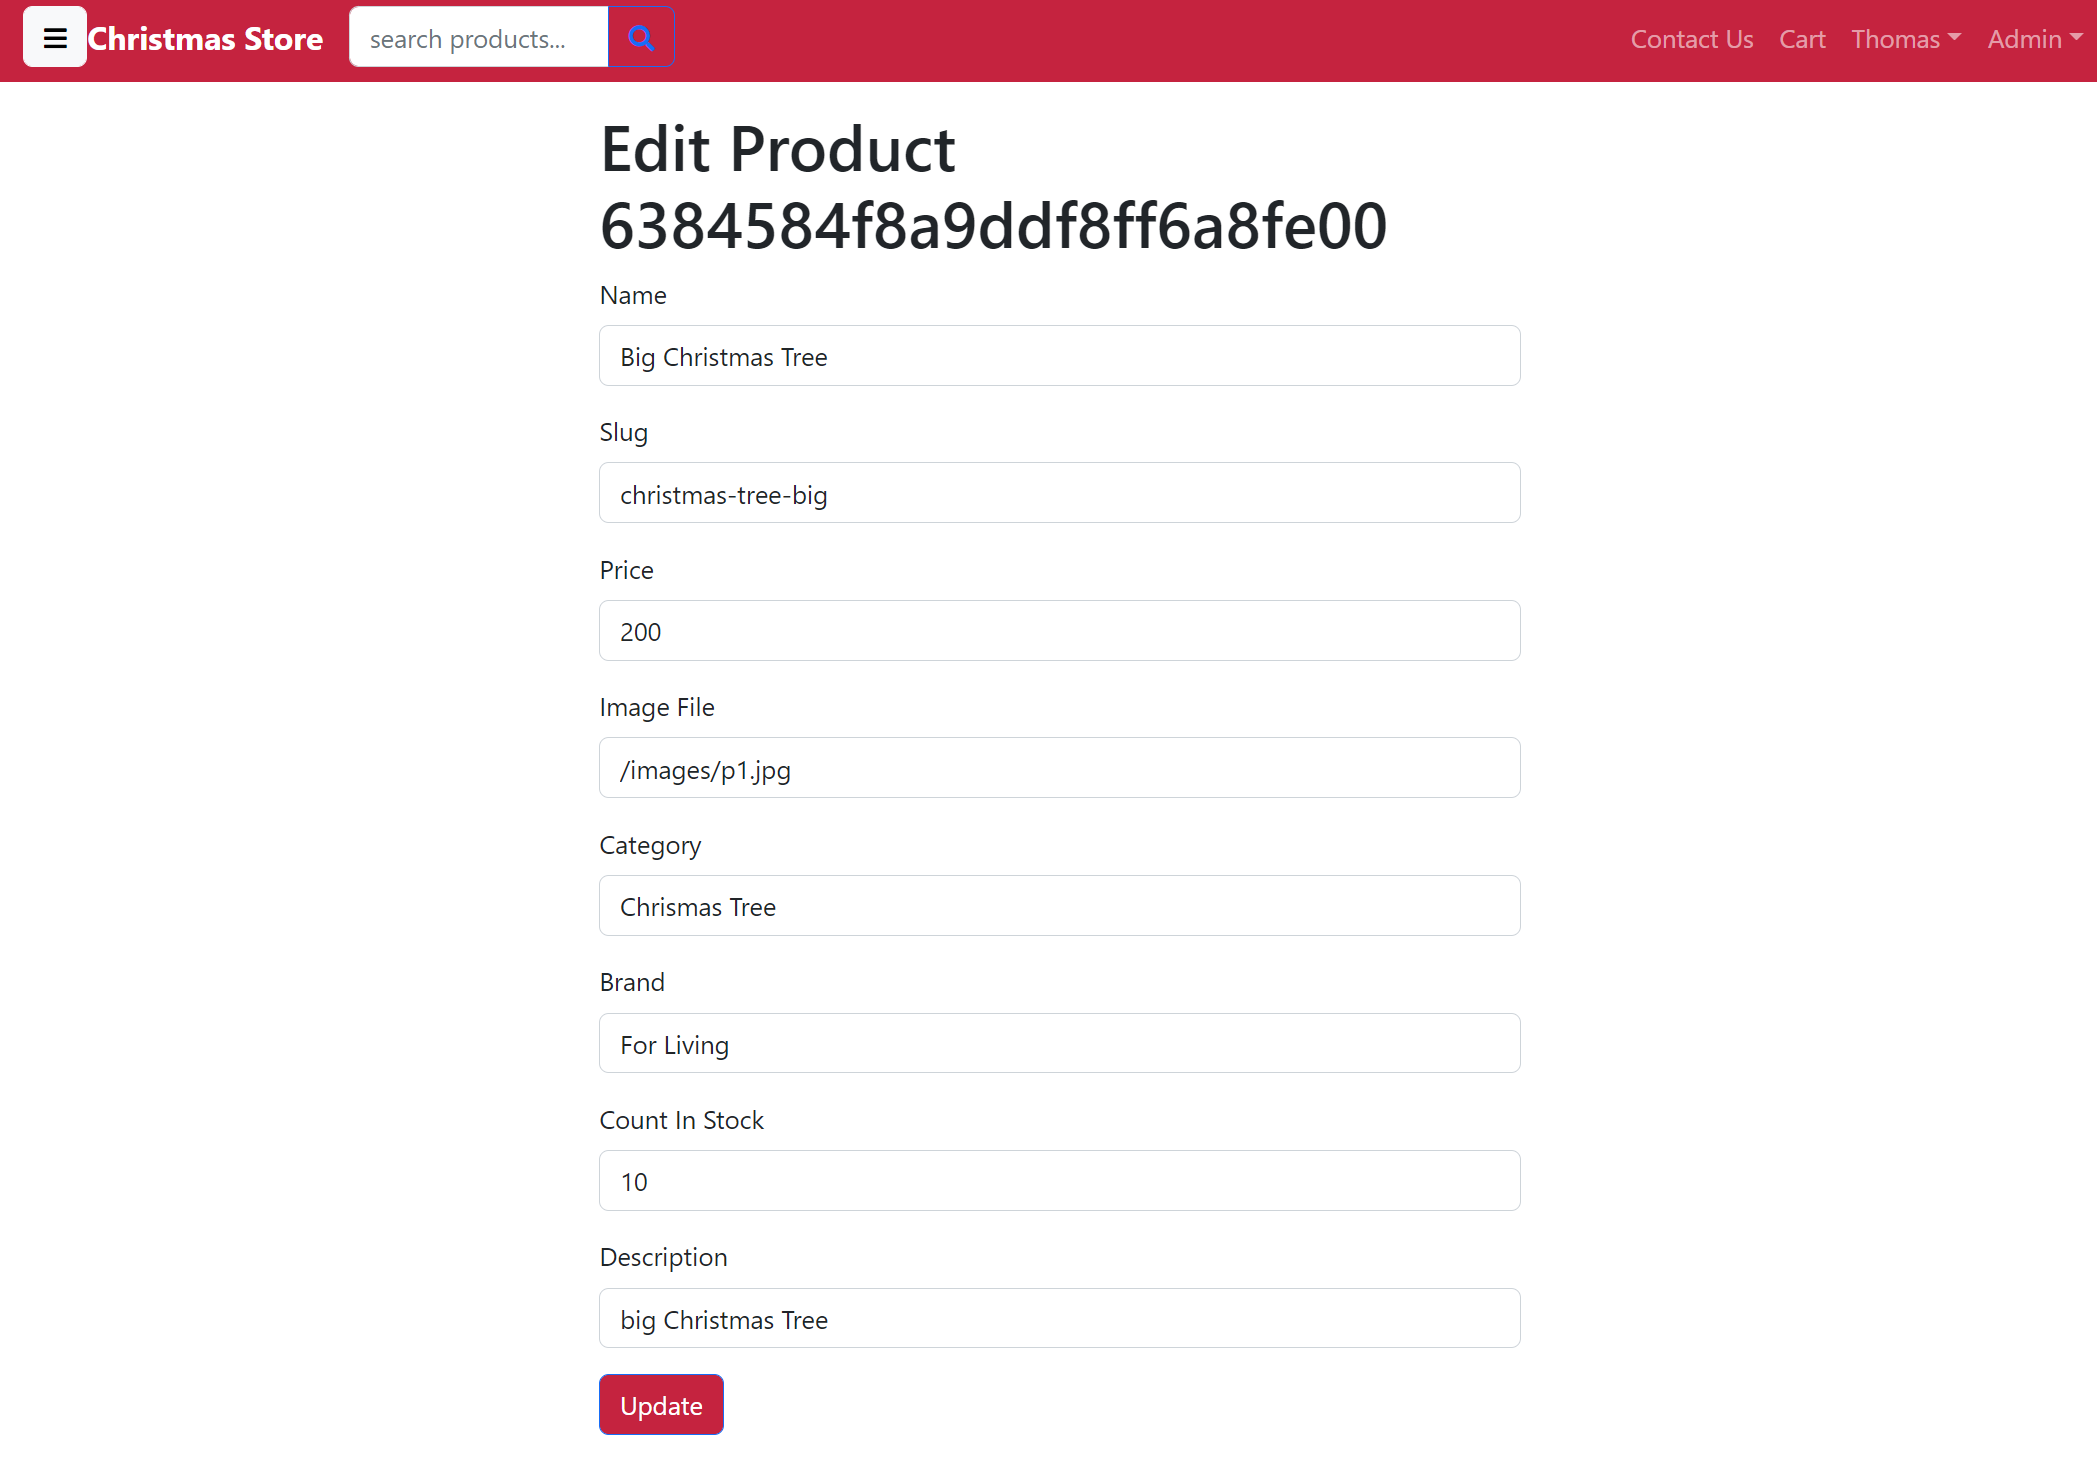 Christmas Store
search products...
Contact Us
Cart
Thomas
Admin
Edit Product
6384584f8a9ddf8ff6a8fe00
Name
Big Christmas Tree
Slug
christmas-tree-big
Price
200
Image File
/images/p1.jpg
Category
Chrismas Tree
Brand
For Living
Count In Stock
10
Description
big Christmas Tree
Update